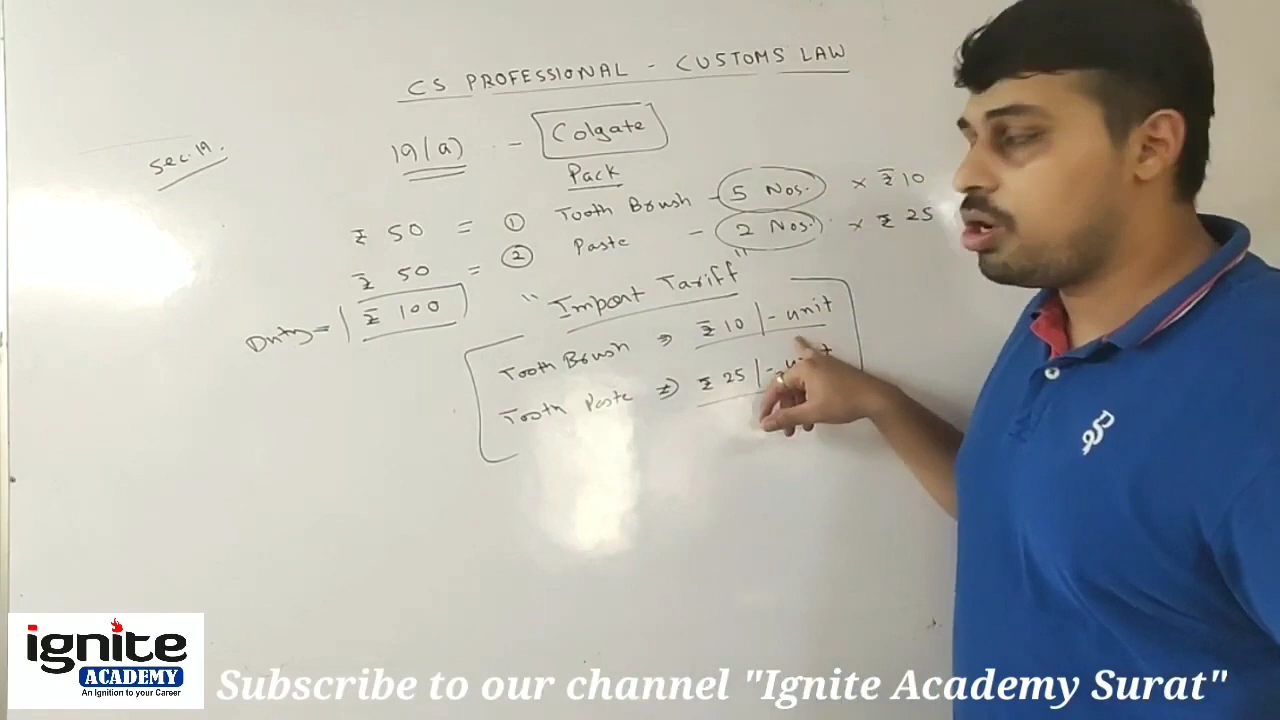 CS PROFESSIONAL - CUSTOMS LAW
Sec. 19.
19(a) - Colgate
Pack
₹ 50 = ① Tooth Brush - 5 Nos. × ₹ 10
₹ 50 = ② Paste - 2 Nos. × ₹ 25
Duty = ₹ 100
"Import Tariff"
Tooth Brush ⇒ ₹ 10/- unit
Tooth Paste ⇒ ₹ 25/-
ignite
ACADEMY
An Ignition to your Career
Subscribe to our channel "Ignite Academy Surat"